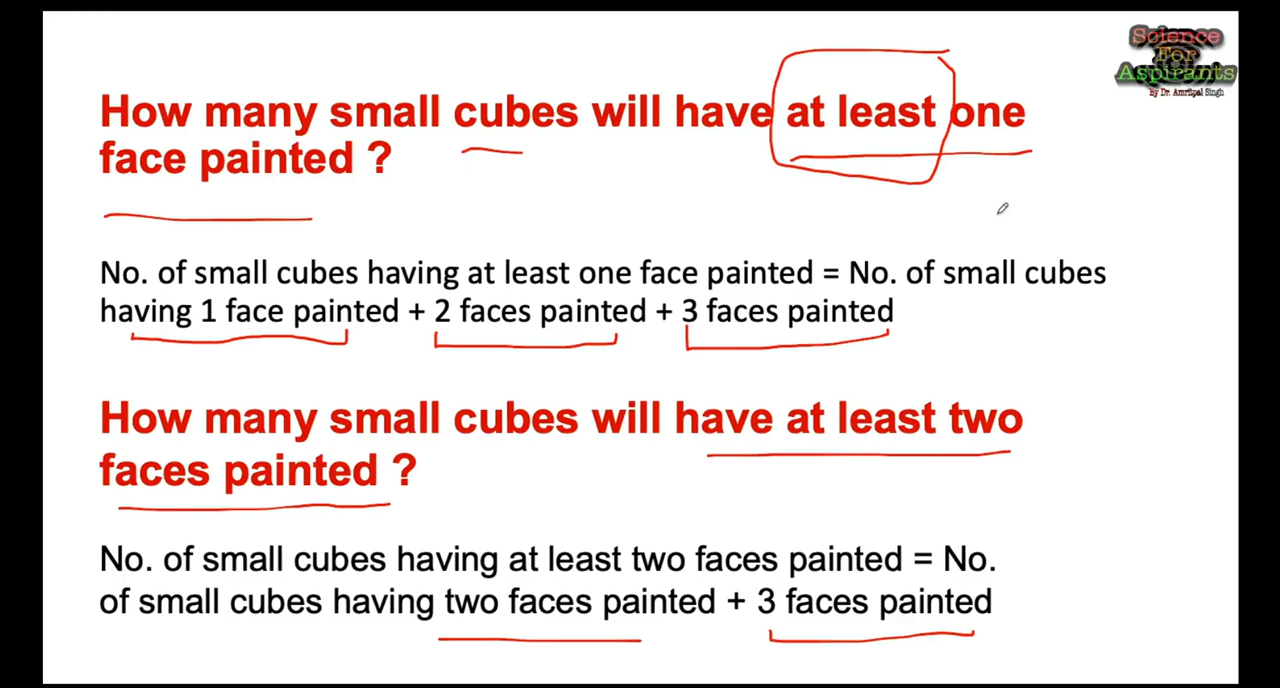 Science
For
Aspirants
By Dr. Amritpal Singh
How many small cubes will have at least one
face painted ?
No. of small cubes having at least one face painted = No. of small cubes
having 1 face painted + 2 faces painted + 3 faces painted
How many small cubes will have at least two
faces painted ?
No. of small cubes having at least two faces painted = No.
of small cubes having two faces painted + 3 faces painted